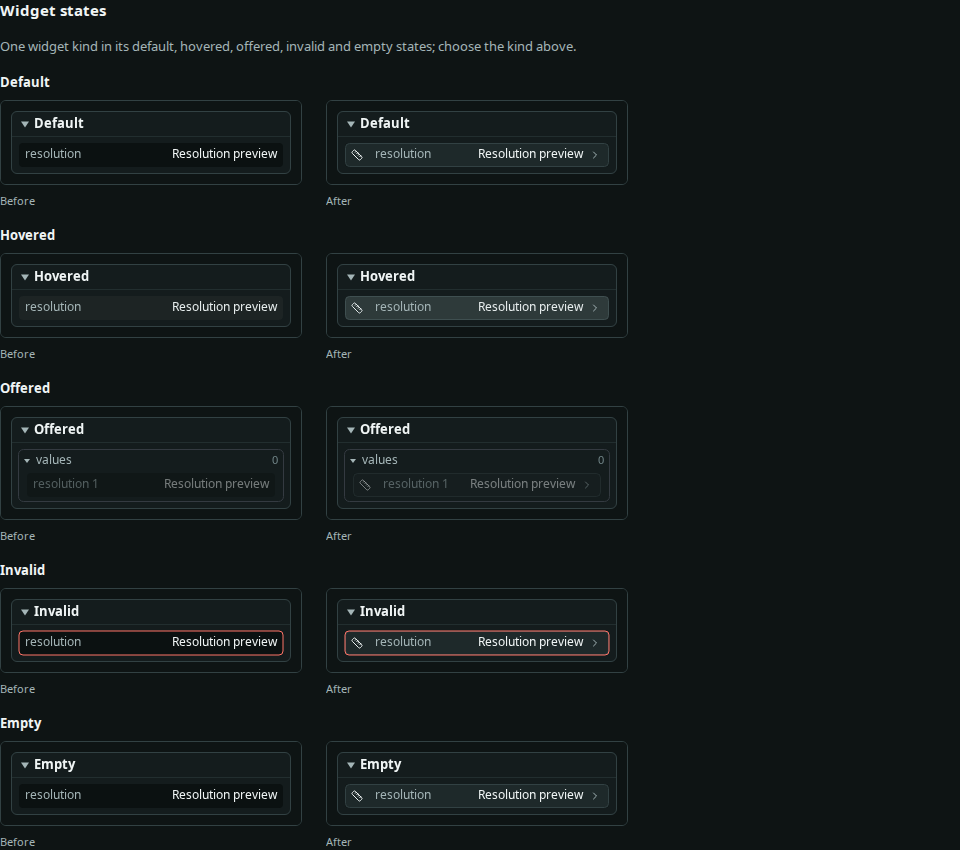 Widget states
One widget kind in its default, hovered, offered, invalid and empty states; choose the kind above.
Default
Default
resolution Resolution preview
Default
resolution Resolution preview
Before
After
Hovered
Hovered
resolution Resolution preview
Hovered
resolution Resolution preview
Before
After
Offered
Offered
values 0
resolution 1 Resolution preview
Offered
values 0
resolution 1 Resolution preview
Before
After
Invalid
Invalid
resolution Resolution preview
Invalid
resolution Resolution preview
Before
After
Empty
Empty
resolution Resolution preview
Empty
resolution Resolution preview
Before
After